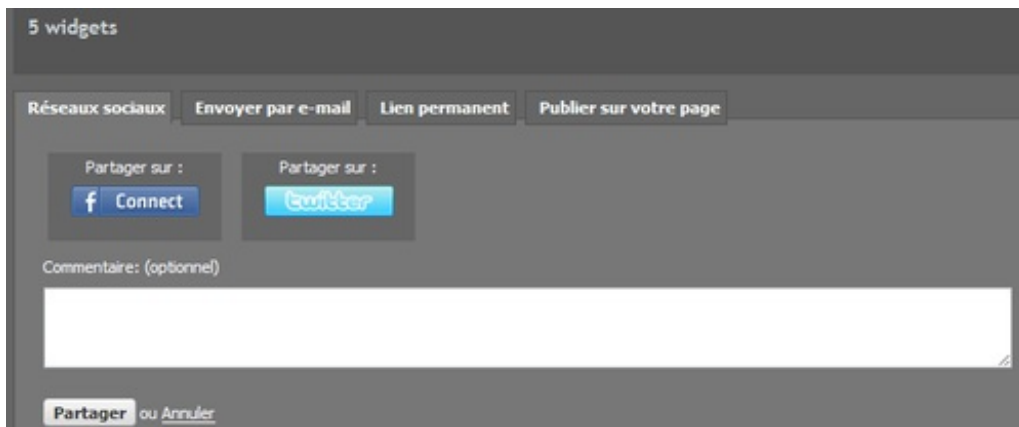 5 widgets
Réseaux sociaux Envoyer par e-mail Lien permanent Publier sur votre page
Partager sur : Partager sur :
f Connect twitter
Commentaire: (optionnel)
Partager ou Annuler